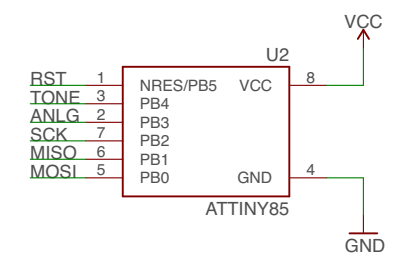 VCC
U2
RST 1 NRES/PB5 VCC 8
TONE 3 PB4
ANLG 2 PB3
SCK 7 PB2
MISO 6 PB1
MOSI 5 PB0 GND 4
ATTINY85
GND